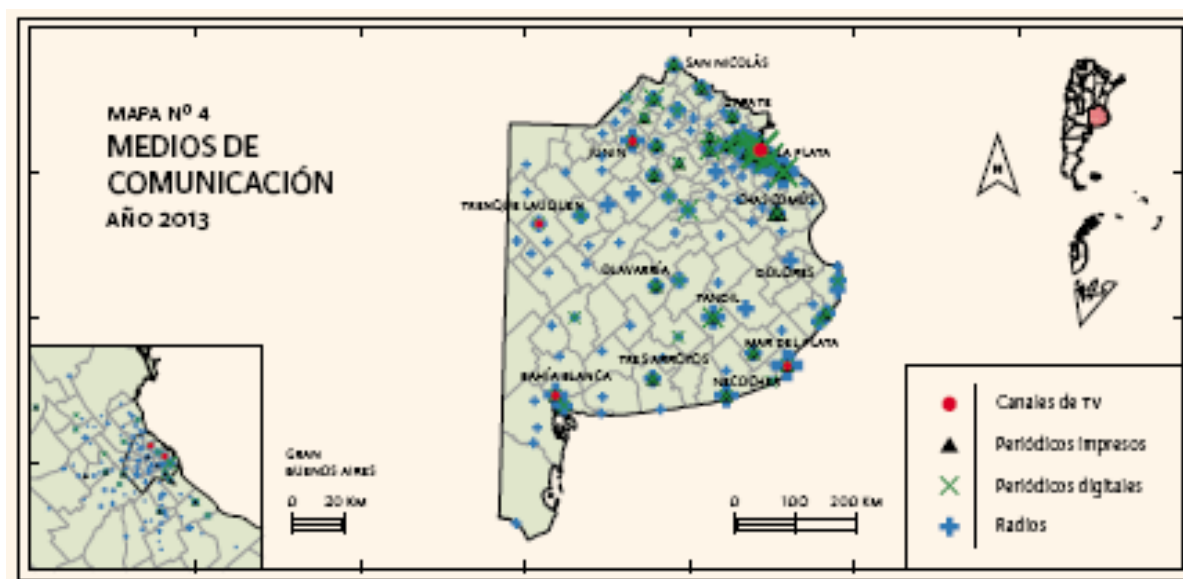 MAPA Nº 4
MEDIOS DE
COMUNICACIÓN
AÑO 2013
SAN NICOLÁS
JUNIN
LA PLATA
TRENQUE LAUQUEN
CHASCOMÚS
OLAVARRÍA
DOLORES
TANDIL
MAR DEL PLATA
TRES ARROYOS
BAHÍA BLANCA
NECOCHEA
N
GRAN
BUENOS AIRES
0 20 KM
0 100 200 KM
Canales de TV
Periódicos impresos
Periódicos digitales
Radios